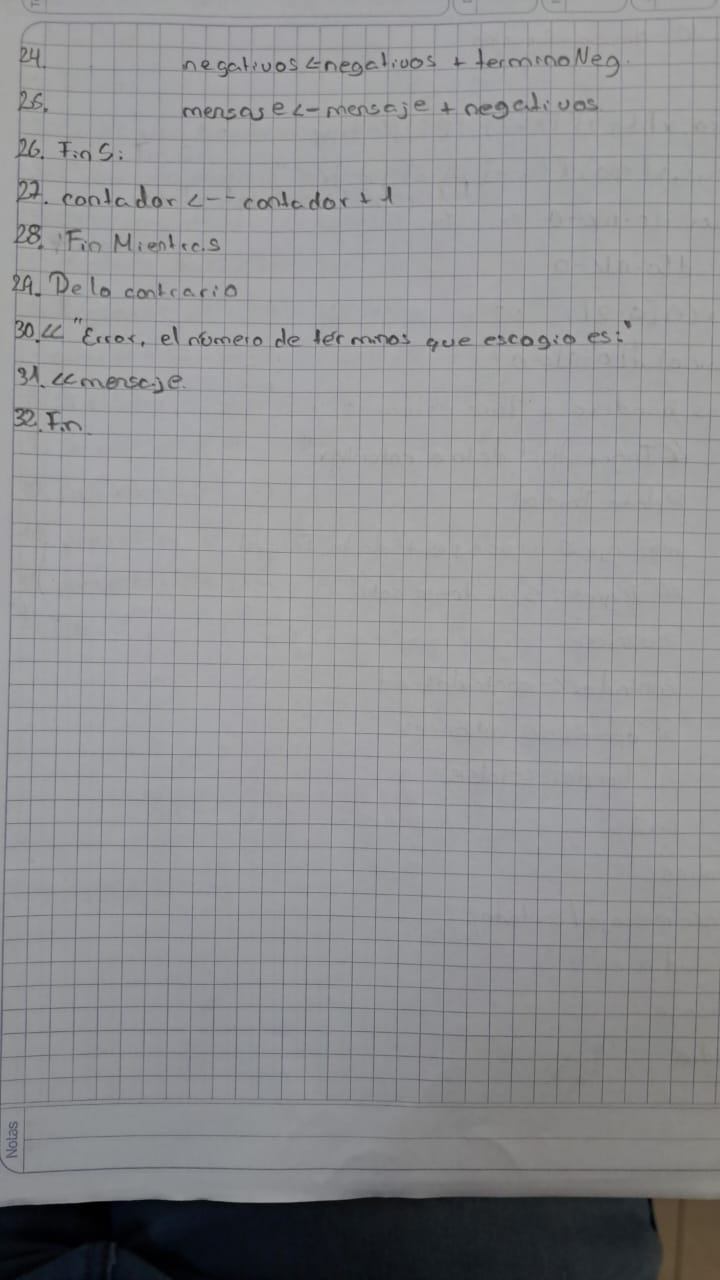 24. negativos <- negativos + terminoNeg.
25. mensaje <- mensaje + negativos
26. Fin Si
27. contador <-- contador + 1
28. Fin Mientras
29. De lo contrario
30. << "Error, el número de términos que escogio es:"
31. << mensaje.
32. Fin
Notas